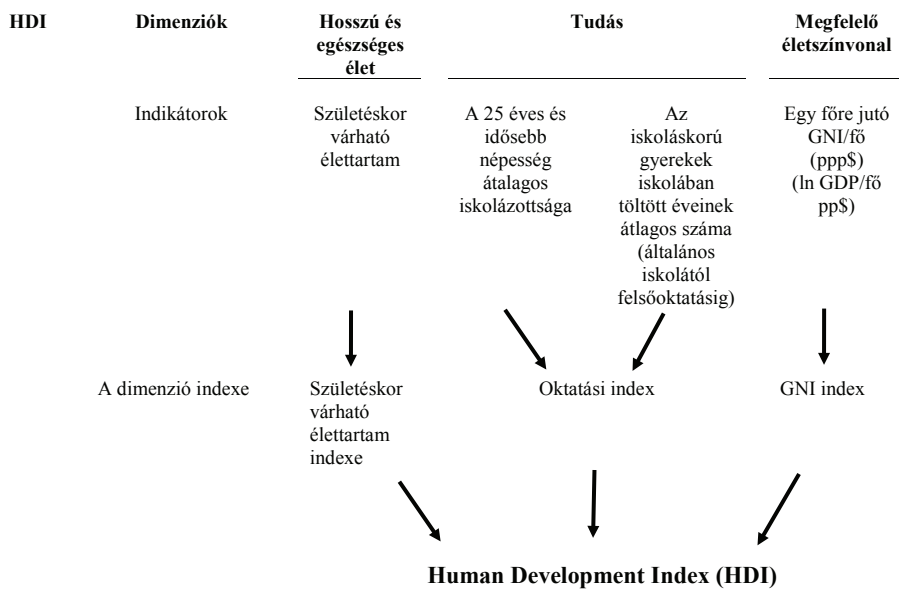 HDI
Dimenziók
Hosszú és
egészséges
élet
Tudás
Megfelelő
életszínvonal
Indikátorok
Születéskor
várható
élettartam
A 25 éves és
idősebb
népesség
átalagos
iskolázottsága
Az
iskoláskorú
gyerekek
iskolában
töltött éveinek
átlagos száma
(általános
iskolától
felsőoktatásig)
Egy főre jutó
GNI/fő
(ppp$)
(ln GDP/fő
pp$)
A dimenzió indexe
Születéskor
várható
élettartam
indexe
Oktatási index
GNI index
Human Development Index (HDI)